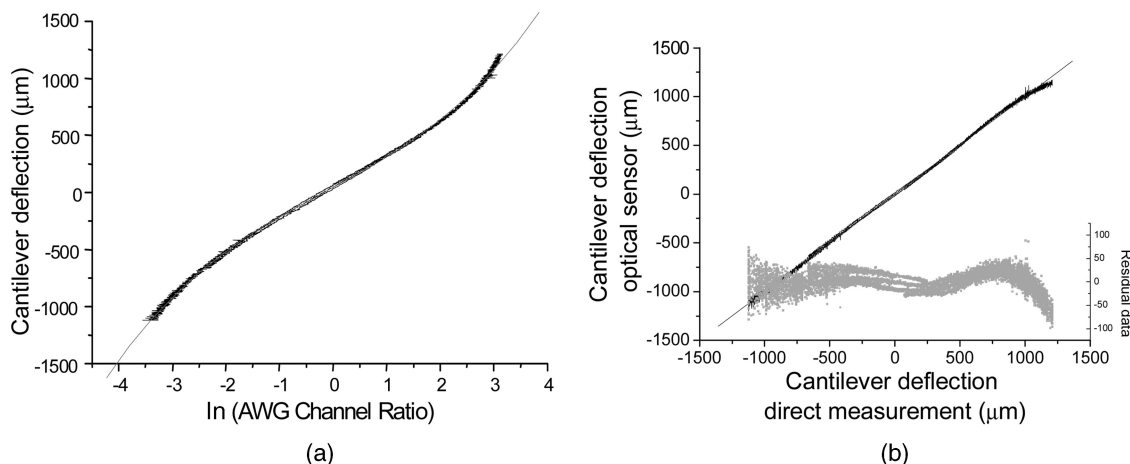 (a)
1500
1000
500
0
-500
-1000
-1500
Cantilever deflection (μm)
-4 -3 -2 -1 0 1 2 3 4
ln (AWG Channel Ratio)
(a)
(b)
1500
1000
500
0
-500
-1000
-1500
Cantilever deflection
optical sensor (μm)
100
50
0
-50
-100
Residual data
-1500 -1000 -500 0 500 1000 1500
Cantilever deflection
direct measurement (μm)
(b)